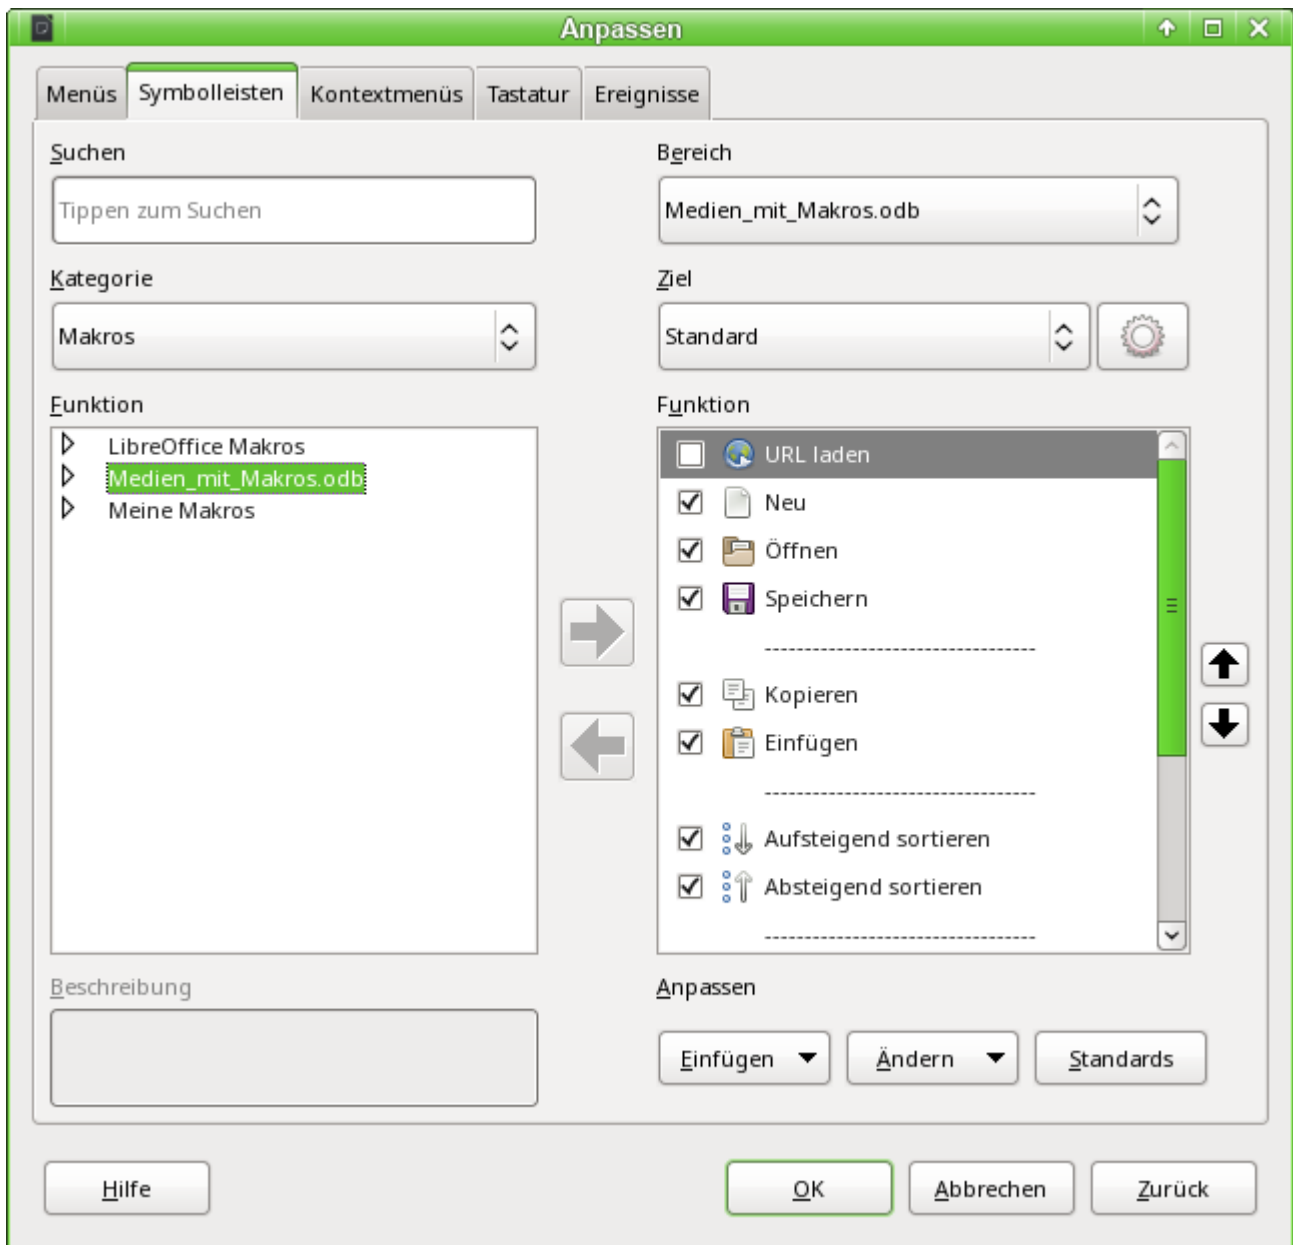 Anpassen
Menüs Symbolleisten Kontextmenüs Tastatur Ereignisse
Suchen
Tippen zum Suchen
Kategorie
Makros
Funktion
LibreOffice Makros
Medien_mit_Makros.odb
Meine Makros
Beschreibung
Bereich
Medien_mit_Makros.odb
Ziel
Standard
Funktion
URL laden
Neu
Öffnen
Speichern
----------------------------------
Kopieren
Einfügen
----------------------------------
Aufsteigend sortieren
Absteigend sortieren
----------------------------------
Anpassen
Einfügen Ändern Standards
Hilfe OK Abbrechen Zurück